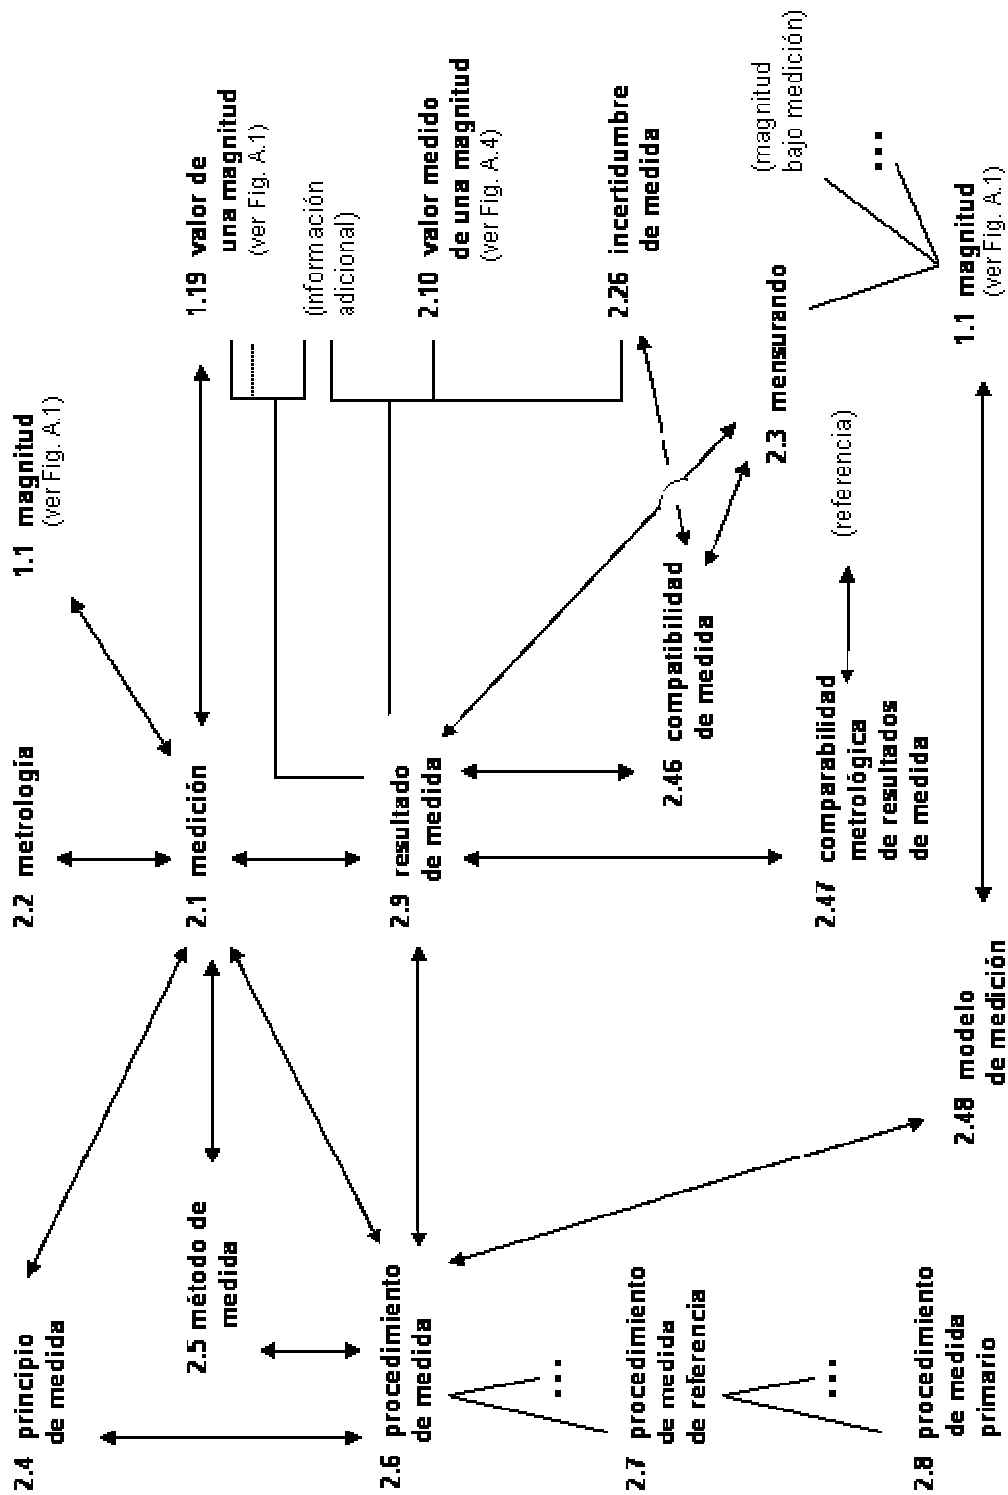 2.4 principio
de medida
2.2 metrología
1.1 magnitud
(ver Fig. A.1)
2.5 método de
medida
2.1 medición
1.19 valor de
una magnitud
(ver Fig. A.1)
(información
adicional)
2.6 procedimiento
de medida
2.9 resultado
de medida
2.10 valor medido
de una magnitud
(ver Fig. A.4)
...
2.7 procedimiento
de medida
de referencia
2.26 incertidumbre
de medida
2.46 compatibilidad
de medida
2.3 mensurando
(magnitud
bajo medición)
...
2.47 comparabilidad
metrológica
de resultados
de medida
(referencia)
...
2.8 procedimiento
de medida
primario
2.48 modelo
de medición
1.1 magnitud
(ver Fig. A.1)